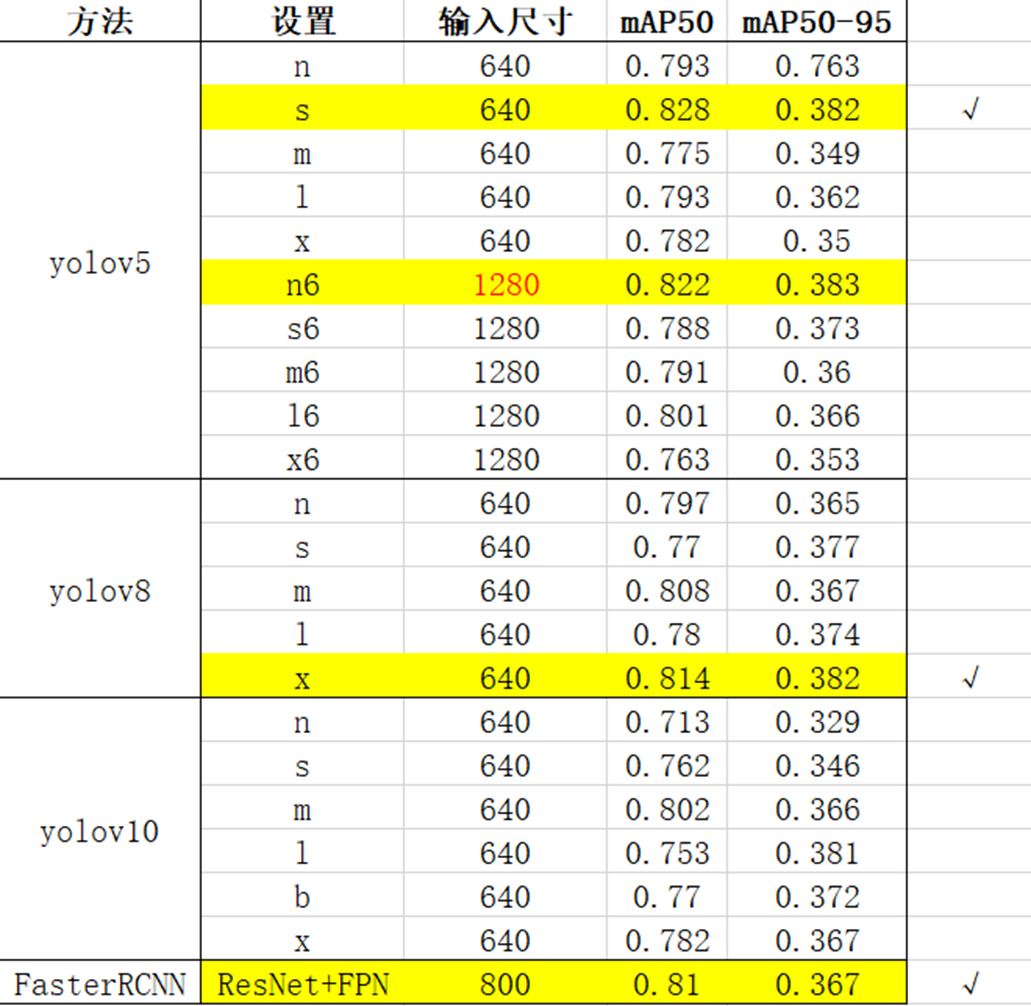 方法 设置 输入尺寸 mAP50 mAP50-95
n 640 0.793 0.763
s 640 0.828 0.382 √
m 640 0.775 0.349
l 640 0.793 0.362
x 640 0.782 0.35
yolov5
n6 1280 0.822 0.383
s6 1280 0.788 0.373
m6 1280 0.791 0.36
l6 1280 0.801 0.366
x6 1280 0.763 0.353
n 640 0.797 0.365
s 640 0.77 0.377
yolov8 m 640 0.808 0.367
l 640 0.78 0.374
x 640 0.814 0.382 √
n 640 0.713 0.329
s 640 0.762 0.346
m 640 0.802 0.366
yolov10
l 640 0.753 0.381
b 640 0.77 0.372
x 640 0.782 0.367
FasterRCNN ResNet+FPN 800 0.81 0.367 √